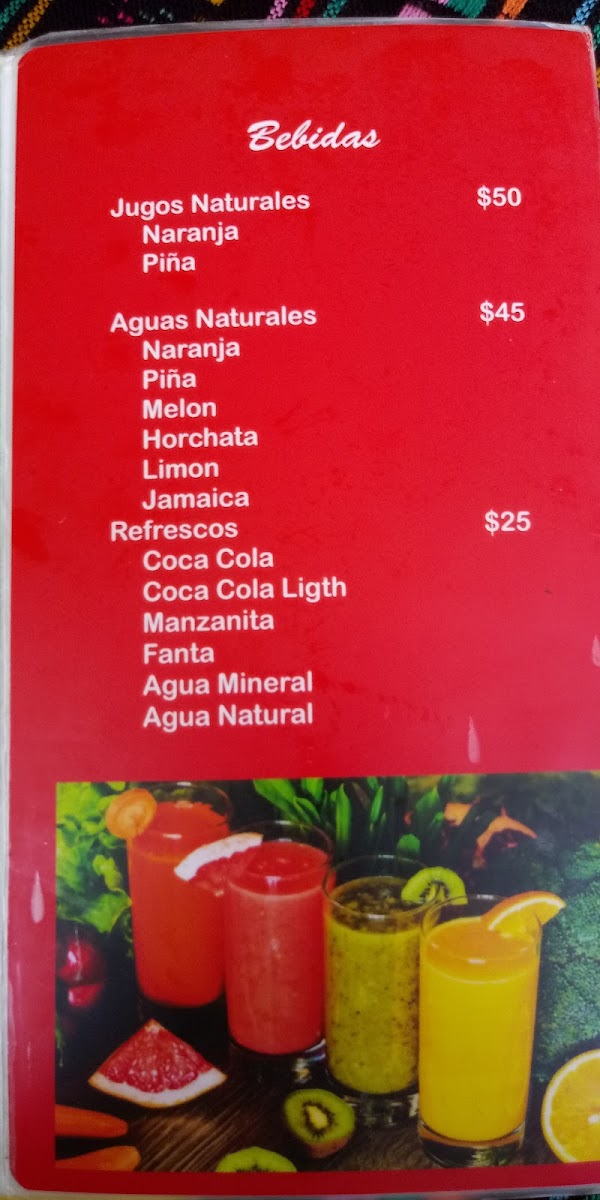 Bebidas
Jugos Naturales $50
Naranja
Piña
Aguas Naturales $45
Naranja
Piña
Melon
Horchata
Limon
Jamaica
Refrescos $25
Coca Cola
Coca Cola Ligth
Manzanita
Fanta
Agua Mineral
Agua Natural